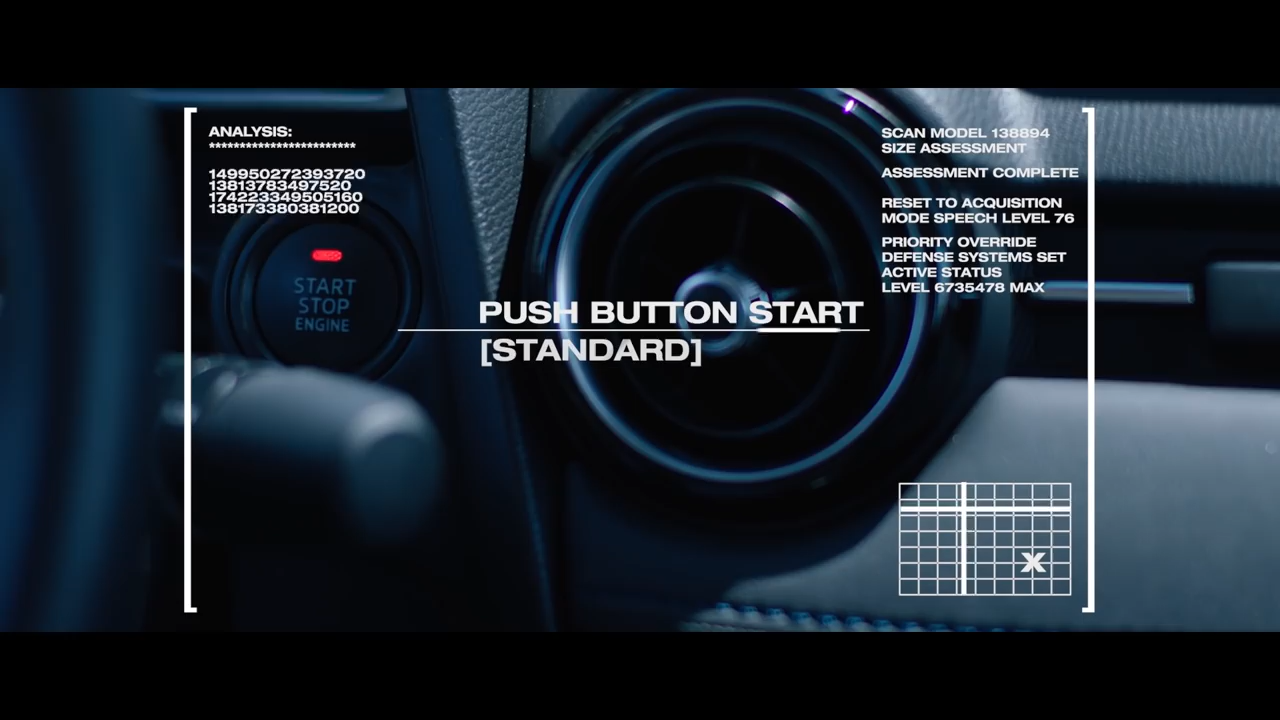 ANALYSIS:
************************
149950272393720
13813783497520
174223349505160
138173380381200
START
STOP
ENGINE
PUSH BUTTON START
[STANDARD]
SCAN MODEL 138894
SIZE ASSESSMENT
ASSESSMENT COMPLETE
RESET TO ACQUISITION
MODE SPEECH LEVEL 76
PRIORITY OVERRIDE
DEFENSE SYSTEMS SET
ACTIVE STATUS
LEVEL 6735478 MAX
X